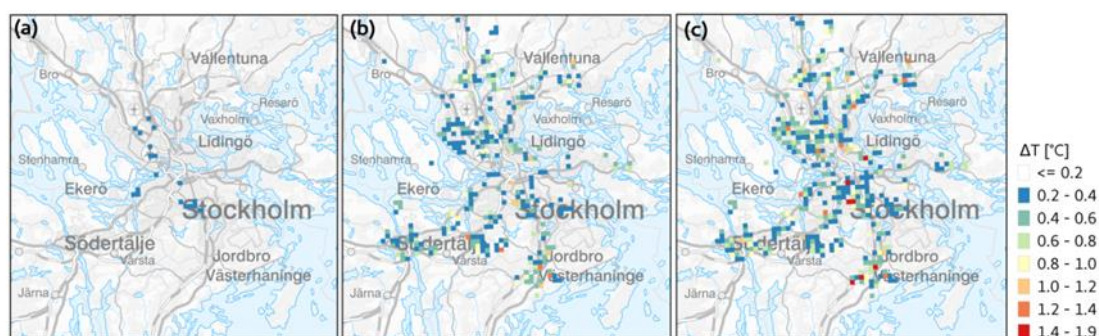 (a)
Vallentuna
Bro
Resarö
Vaxholm
Lidingö
Stenhamra
Ekerö
Stockholm
Södertälje
Vårsta
Jordbro
Västerhaninge
Järna
(b)
Vallentuna
Bro
Resarö
Vaxholm
Lidingö
Stenhamra
Ekerö
Stockholm
Södertälje
Vårsta
Jordbro
Västerhaninge
Järna
(c)
Vallentuna
Bro
Resarö
Vaxholm
Lidingö
Stenhamra
Ekerö
Stockholm
Södertälje
Vårsta
Jordbro
Västerhaninge
Järna
ΔT [°C]
<= 0.2
0.2 - 0.4
0.4 - 0.6
0.6 - 0.8
0.8 - 1.0
1.0 - 1.2
1.2 - 1.4
1.4 - 1.9